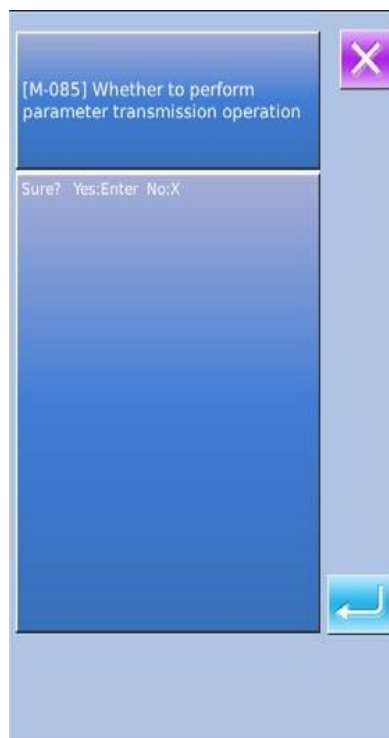 [M-085] Whether to perform
parameter transmission operation
Sure? Yes:Enter No:X